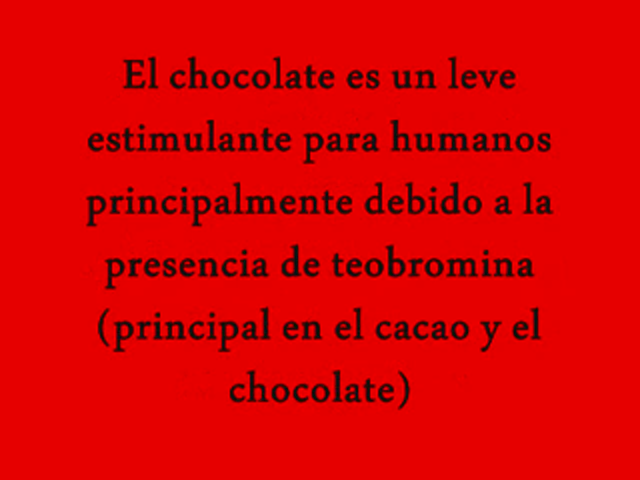 El chocolate es un leve
estimulante para humanos
principalmente debido a la
presencia de teobromina
(principal en el cacao y el
chocolate)